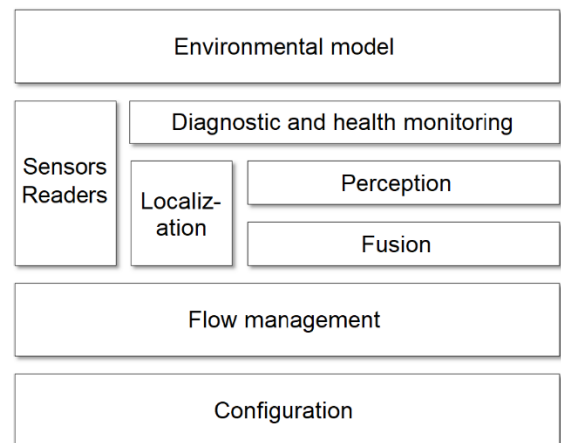 Environmental model
Diagnostic and health monitoring
Sensors
Readers
Localiz-
ation
Perception
Fusion
Flow management
Configuration